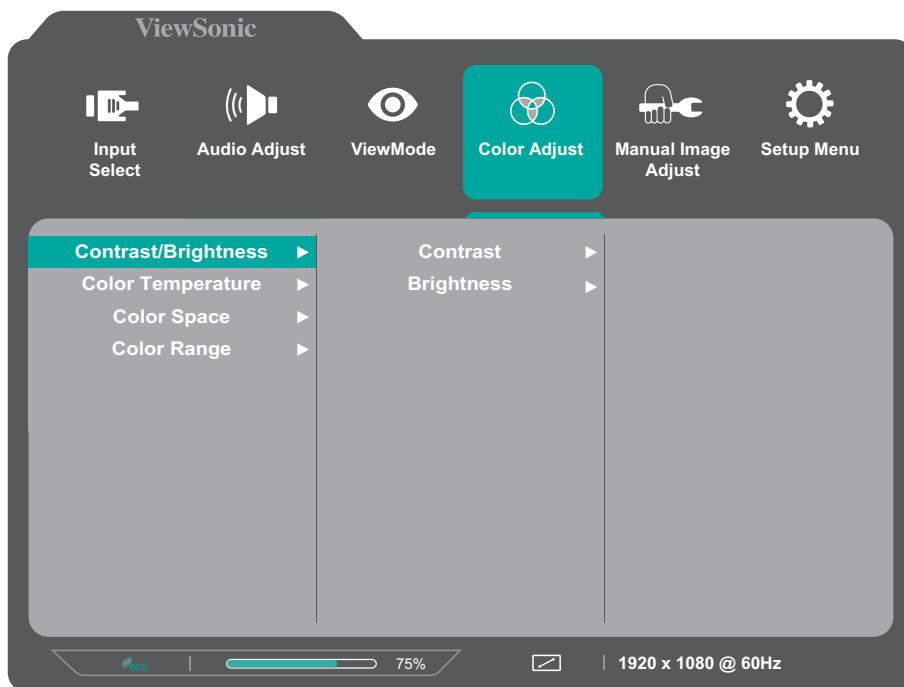 ViewSonic
Input Select
Audio Adjust
ViewMode
Color Adjust
Manual Image Adjust
Setup Menu
Contrast/Brightness
Color Temperature
Color Space
Color Range
Contrast
Brightness
eco
75%
1920 x 1080 @ 60Hz